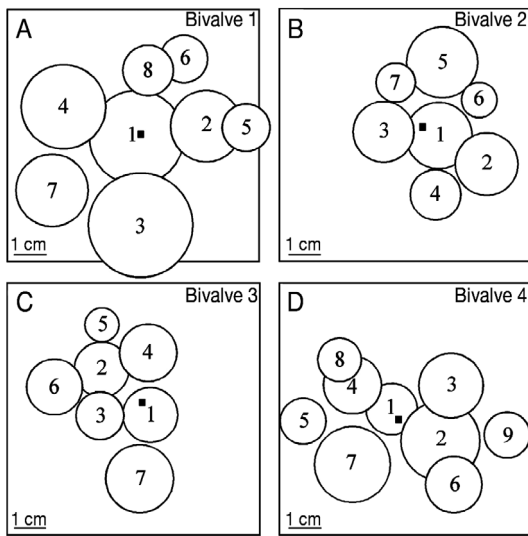 A Bivalve 1
8 6
4 1 2 5
7 3
1 cm
B Bivalve 2
5
7 6
3 1 2
4
1 cm
C Bivalve 3
5
2 4
6 3 1
7
1 cm
D Bivalve 4
8 4 3
5 1 2 9
7 6
1 cm